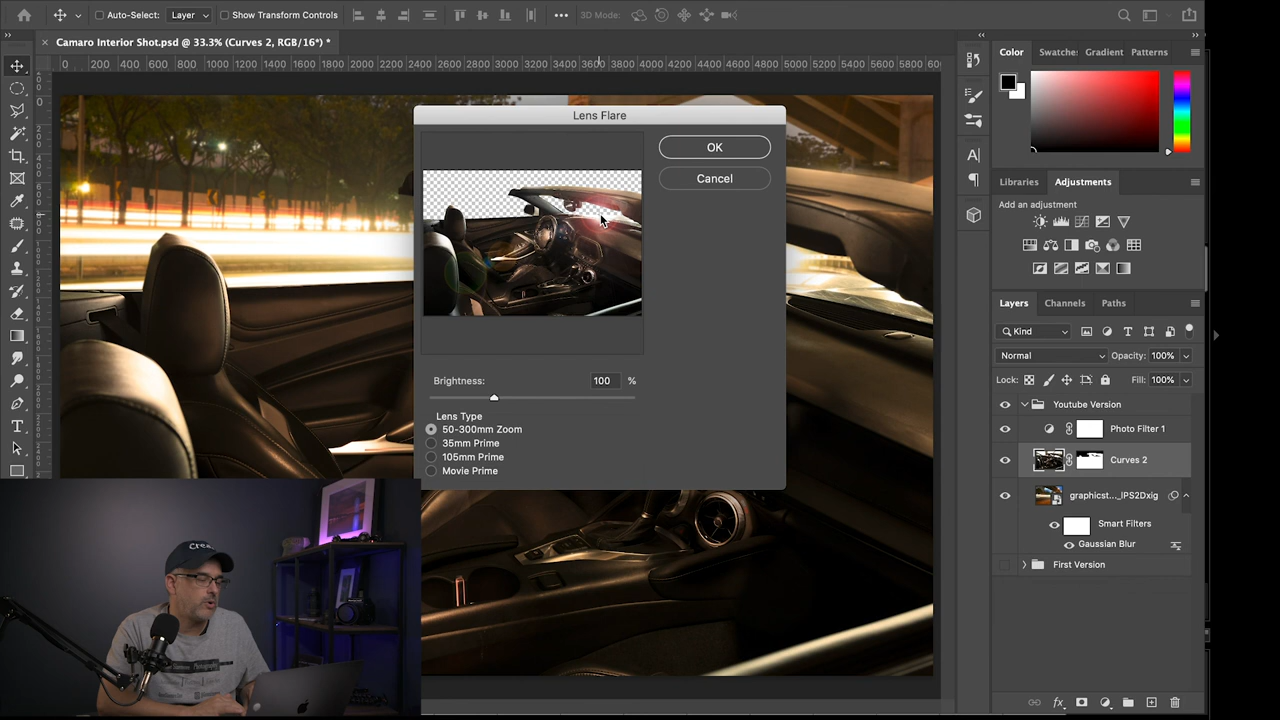 Auto-Select: Layer Show Transform Controls ••• 3D Mode:
Camaro Interior Shot.psd @ 33.3% (Curves 2, RGB/16*) *
0 200 400 600 800 1000 1200 1400 1600 1800 2000 2200 2400 2600 2800 3000 3200 3400 3600 3800 4000 4200 4400 4600 4800 5000 5200 5400 5600 5800
Lens Flare
OK
Cancel
Brightness: 100 %
Lens Type
50-300mm Zoom
35mm Prime
105mm Prime
Movie Prime
Color Swatches Gradient Patterns
Libraries Adjustments
Add an adjustment
Layers Channels Paths
Kind
Normal Opacity: 100%
Lock: Fill: 100%
Youtube Version
Photo Filter 1
Curves 2
graphicst..._iPS2Dxig
Smart Filters
Gaussian Blur
First Version
Photography